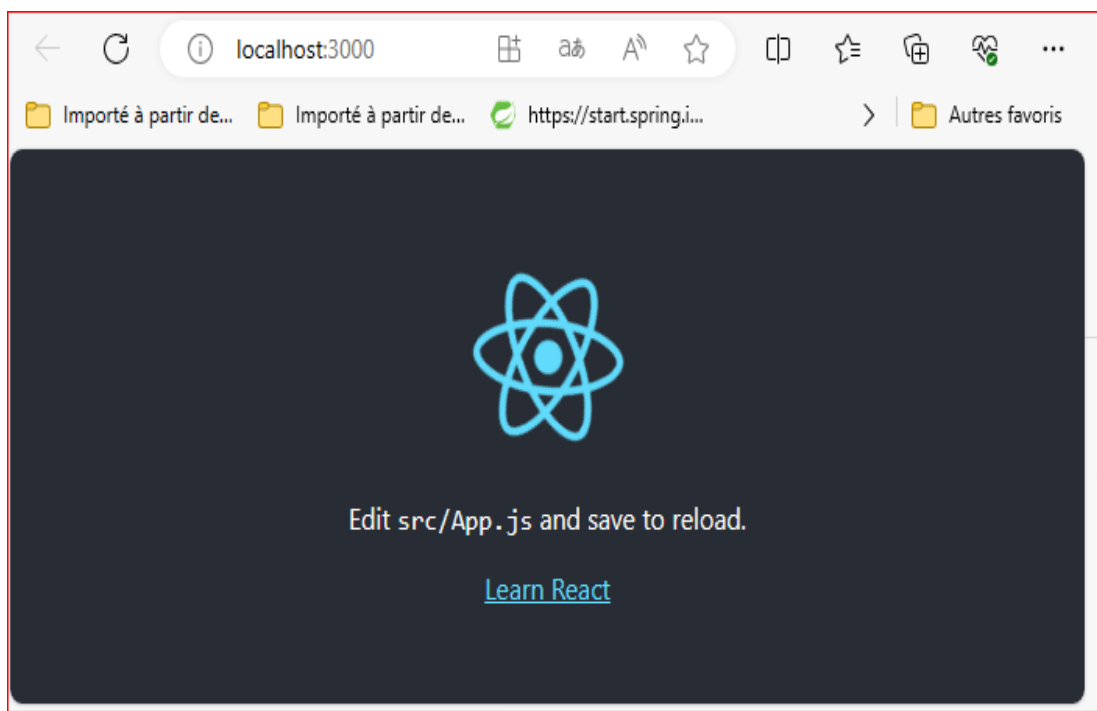 localhost:3000
Importé à partir de... Importé à partir de... https://start.spring.i... Autres favoris
Edit src/App.js and save to reload.
Learn React